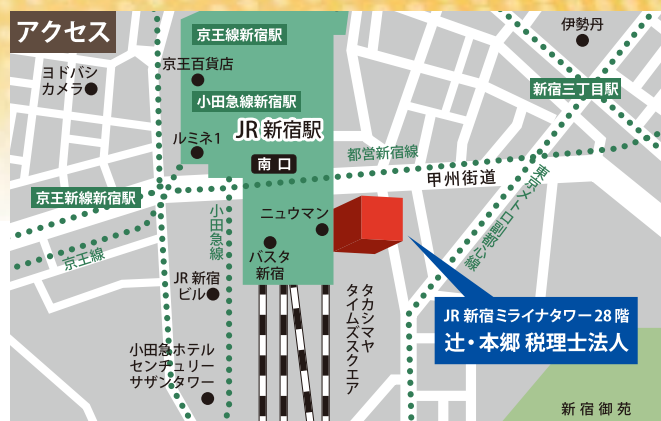 アクセス
伊勢丹
京王線新宿駅
京王百貨店
ヨドバシ
カメラ
新宿三丁目駅
小田急線新宿駅
JR 新宿駅
ルミネ1
南口
都営新宿線
甲州街道
京王新線新宿駅
小田急線
ニュウマン
東京メトロ副都心線
京王線
バスタ
新宿
JR 新宿
ビル
タカシマヤ
タイムズスクエア
JR 新宿ミライナタワー 28 階
辻・本郷 税理士法人
小田急ホテル
センチュリー
サザンタワー
新宿御苑